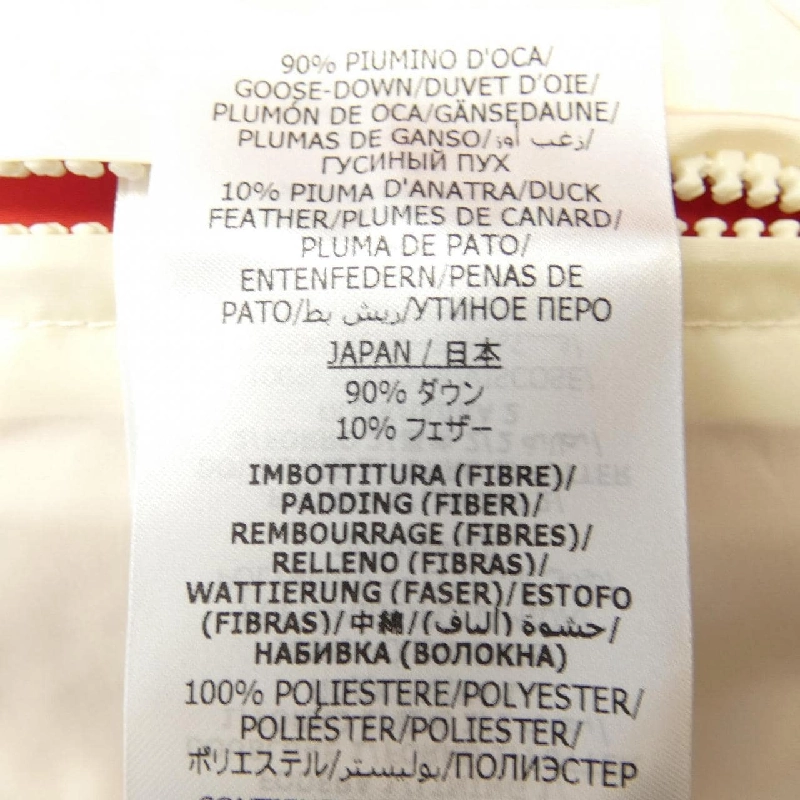 90% PIUMINO D'OCA/
GOOSE-DOWN/DUVET D'OIE/
PLUMÓN DE OCA/GÄNSEDAUNE/
PLUMAS DE GANSO/زغب أوز/
ГУСИНЫЙ ПУХ
10% PIUMA D'ANATRA/DUCK
FEATHER/PLUMES DE CANARD/
PLUMA DE PATO/
ENTENFEDERN/PENAS DE
PATO/ريش بط/УТИНОЕ ПЕРО
JAPAN / 日本
90% ダウン
10% フェザー
IMBOTTITURA (FIBRE)/
PADDING (FIBER)/
REMBOURRAGE (FIBRES)/
RELLENO (FIBRAS)/
WATTIERUNG (FASER)/ESTOFO
(FIBRAS)/中綿/حشوة (ألياف)/
НАБИВКА (ВОЛОКНА)
100% POLIESTERE/POLYESTER/
POLIÉSTER/POLIESTER/
ポリエステル/بوليستر/ПОЛИЭСТЕР